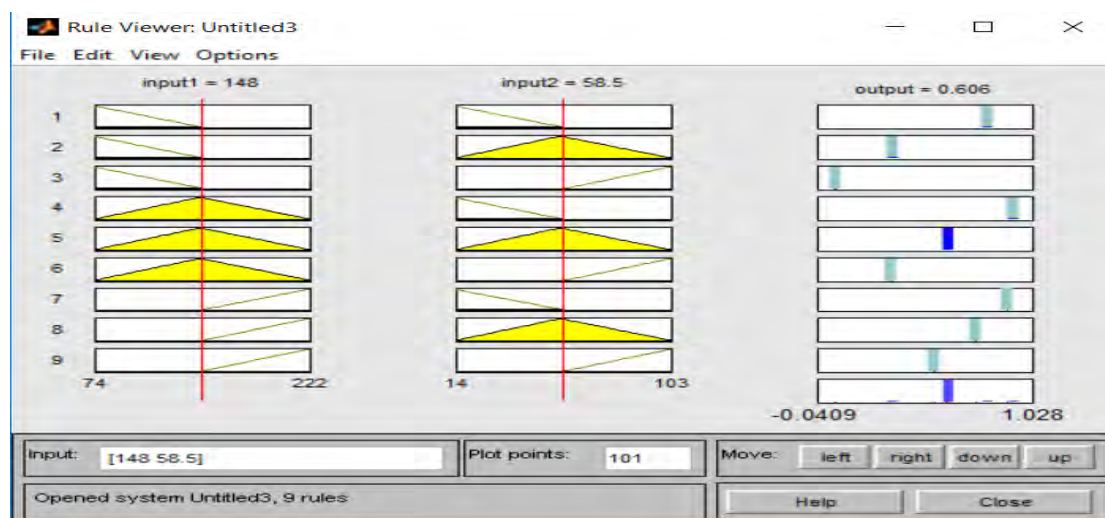 Rule Viewer: Untitled3
File Edit View Options
input1 = 148
input2 = 58.5
output = 0.606
1
2
3
4
5
6
7
8
9
74 222
14 103
-0.0409 1.028
Input: [148 58.5]
Plot points: 101
Move: left right down up
Opened system Untitled3, 9 rules
Help Close